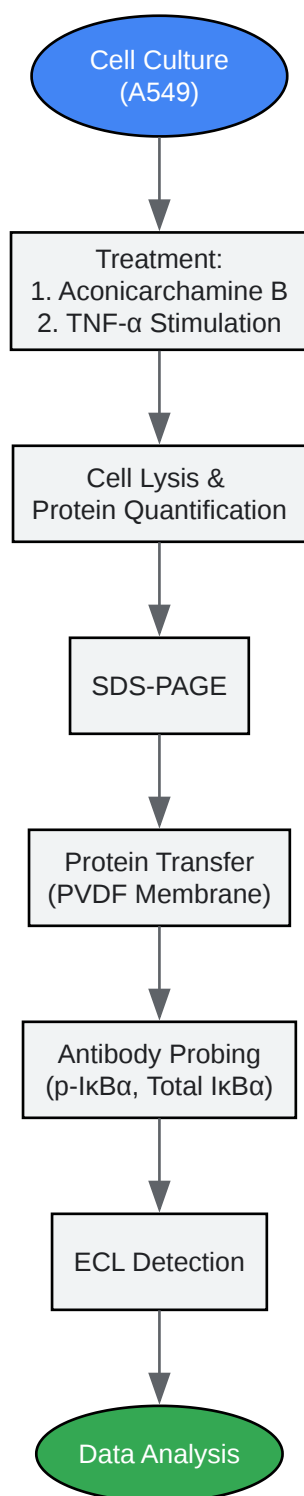 Cell Culture
(A549)
Treatment:
1. Aconicarchamine B
2. TNF-α Stimulation
Cell Lysis &
Protein Quantification
SDS-PAGE
Protein Transfer
(PVDF Membrane)
Antibody Probing
(p-IκBα, Total IκBα)
ECL Detection
Data Analysis